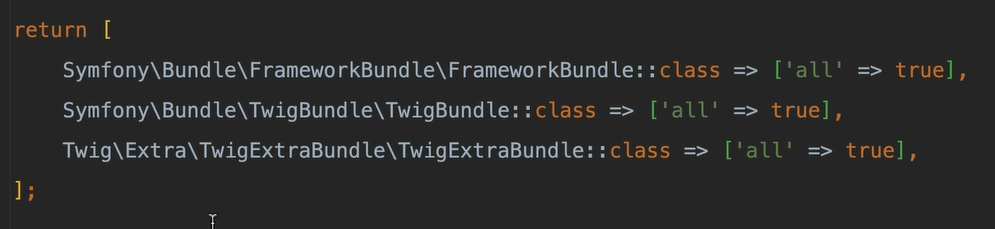 return [
    Symfony\Bundle\FrameworkBundle\FrameworkBundle::class => ['all' => true],
    Symfony\Bundle\TwigBundle\TwigBundle::class => ['all' => true],
    Twig\Extra\TwigExtraBundle\TwigExtraBundle::class => ['all' => true],
];